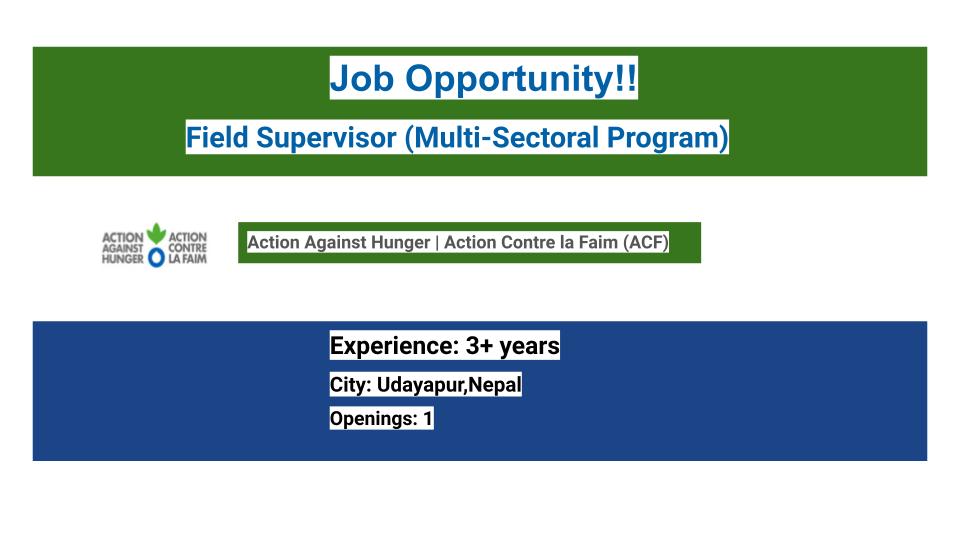 Job Opportunity!!
Field Supervisor (Multi-Sectoral Program)
ACTION AGAINST HUNGER
ACTION CONTRE LA FAIM
Action Against Hunger | Action Contre la Faim (ACF)
Experience: 3+ years
City: Udayapur,Nepal
Openings: 1